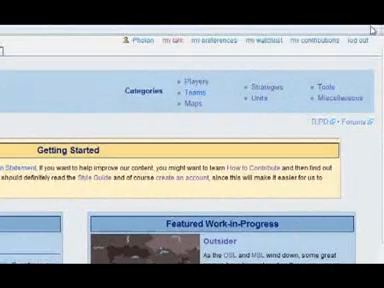 Pholon my talk my preferences my watchlist my contributions log out
Categories
Players
Teams
Maps
Strategies
Units
Tools
Miscellaneous
TLPD • Forums
Getting Started
n Statement, if you want to help improve our content, you might want to learn How to Contribute and then find out
should definitely read the Style Guide and of course create an account, since this will make it easier for us to
Featured Work-in-Progress
Outsider
As the OSL and MSL wind down, some great